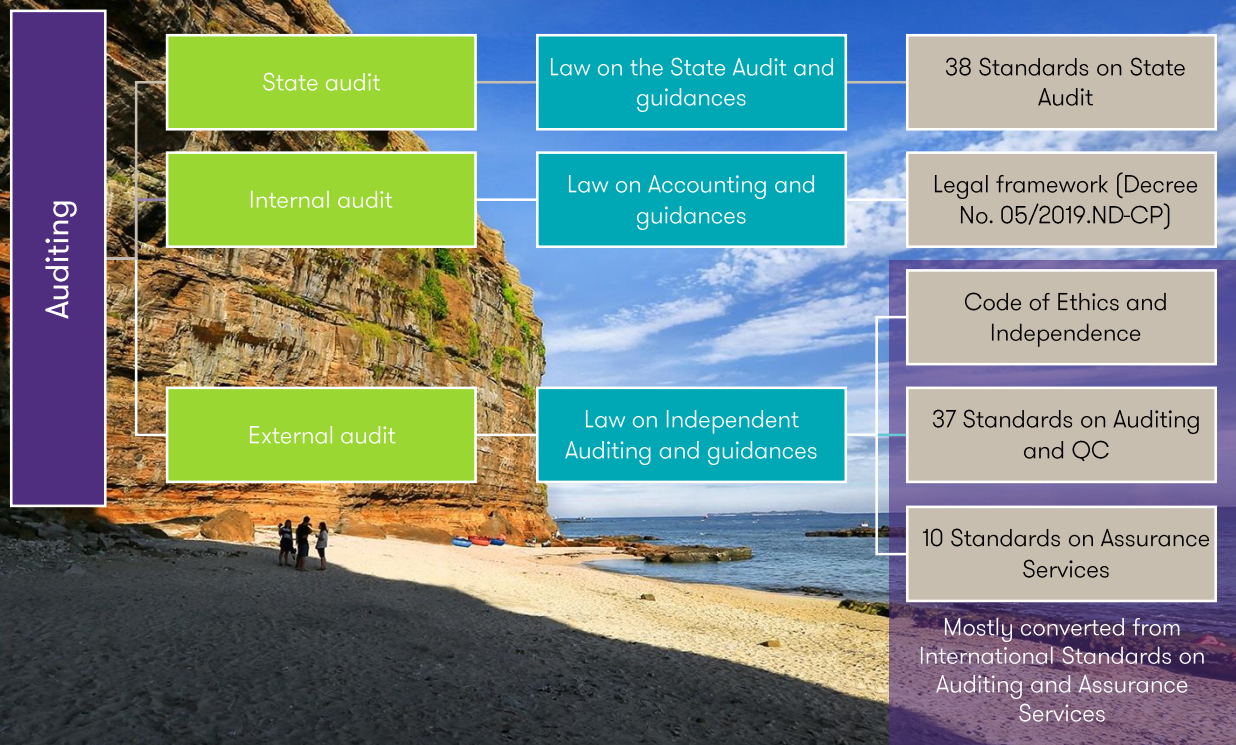 Auditing
State audit
Law on the State Audit and
guidances
38 Standards on State
Audit
Internal audit
Law on Accounting and
guidances
Legal framework (Decree
No. 05/2019.ND-CP)
External audit
Law on Independent
Auditing and guidances
Code of Ethics and
Independence
37 Standards on Auditing
and QC
10 Standards on Assurance
Services
Mostly converted from
International Standards on
Auditing and Assurance
Services